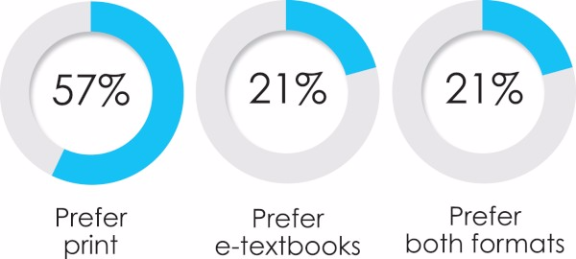 57%
21%
21%
Prefer
print
Prefer
e-textbooks
Prefer
both formats